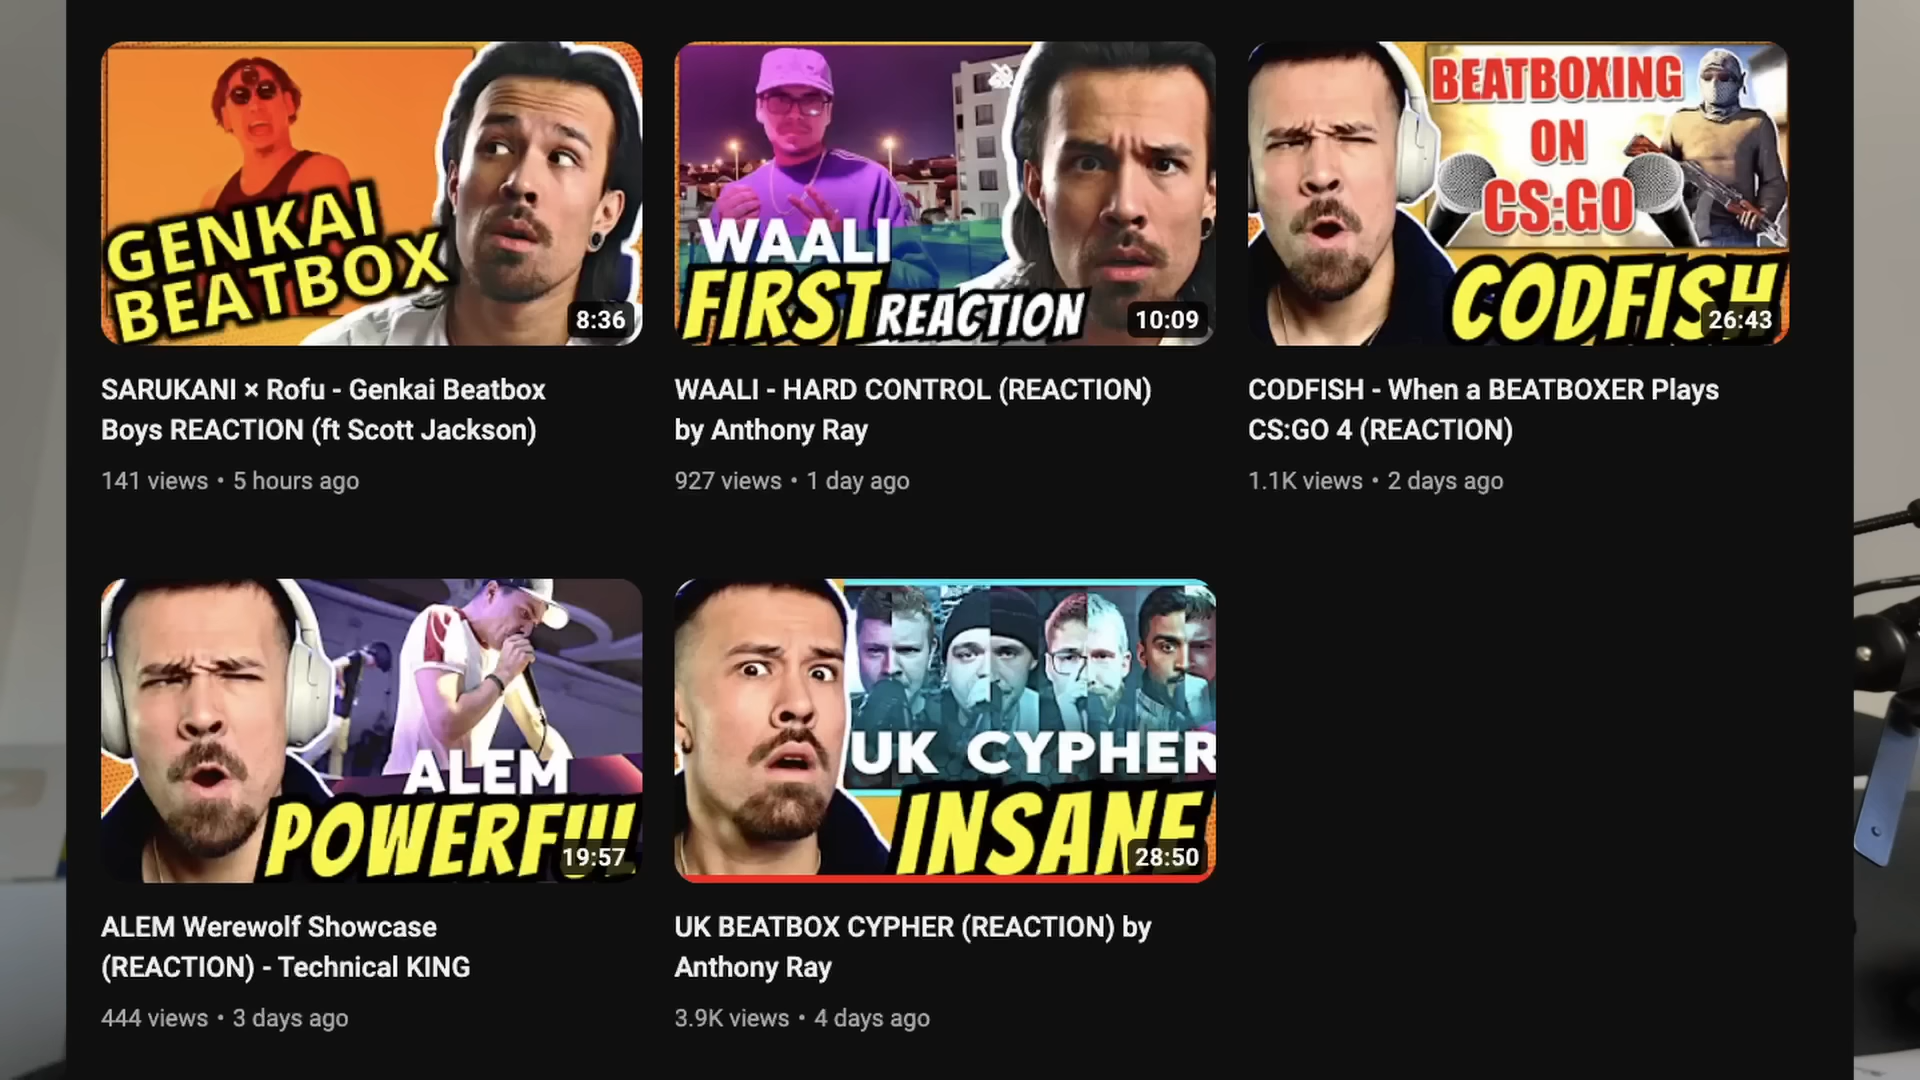 GENKAI
BEATBOX
8:36
WAALI
FIRST REACTION
10:09
BEATBOXING
ON
CS:GO
CODFISH
26:43
SARUKANI × Rofu - Genkai Beatbox
Boys REACTION (ft Scott Jackson)
141 views • 5 hours ago
WAALI - HARD CONTROL (REACTION)
by Anthony Ray
927 views • 1 day ago
CODFISH - When a BEATBOXER Plays
CS:GO 4 (REACTION)
1.1K views • 2 days ago
ALEM
POWERFUL
19:57
UK CYPHER
INSANE
28:50
ALEM Werewolf Showcase
(REACTION) - Technical KING
444 views • 3 days ago
UK BEATBOX CYPHER (REACTION) by
Anthony Ray
3.9K views • 4 days ago